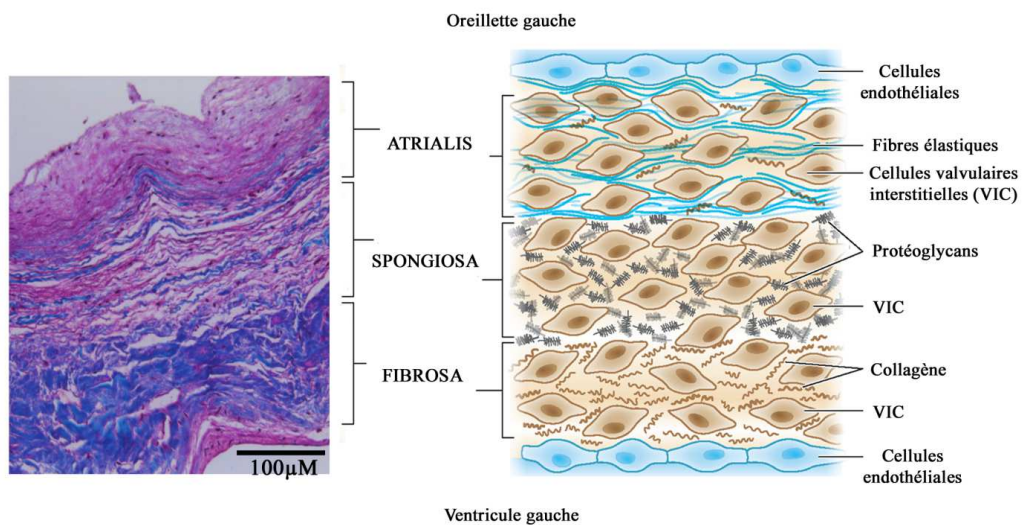 Oreillette gauche
Cellules
endothéliales
ATRIALIS
Fibres élastiques
Cellules valvulaires
interstitielles (VIC)
SPONGIOSA
Protéoglycans
VIC
FIBROSA
Collagène
VIC
100µM
Cellules
endothéliales
Ventricule gauche